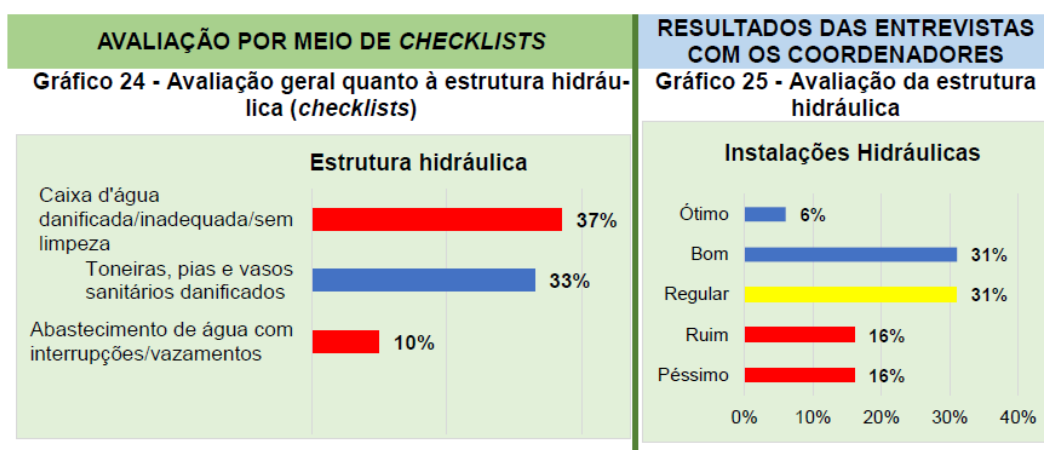 AVALIAÇÃO POR MEIO DE CHECKLISTS
Gráfico 24 - Avaliação geral quanto à estrutura hidráu-
lica (checklists)
Estrutura hidráulica
Caixa d'água
danificada/inadequada/sem
limpeza
37%
Toneiras, pias e vasos
sanitários danificados
33%
Abastecimento de água com
interrupções/vazamentos
10%
RESULTADOS DAS ENTREVISTAS
COM OS COORDENADORES
Gráfico 25 - Avaliação da estrutura
hidráulica
Instalações Hidráulicas
Ótimo 6%
Bom 31%
Regular 31%
Ruim 16%
Péssimo 16%
0% 10% 20% 30% 40%